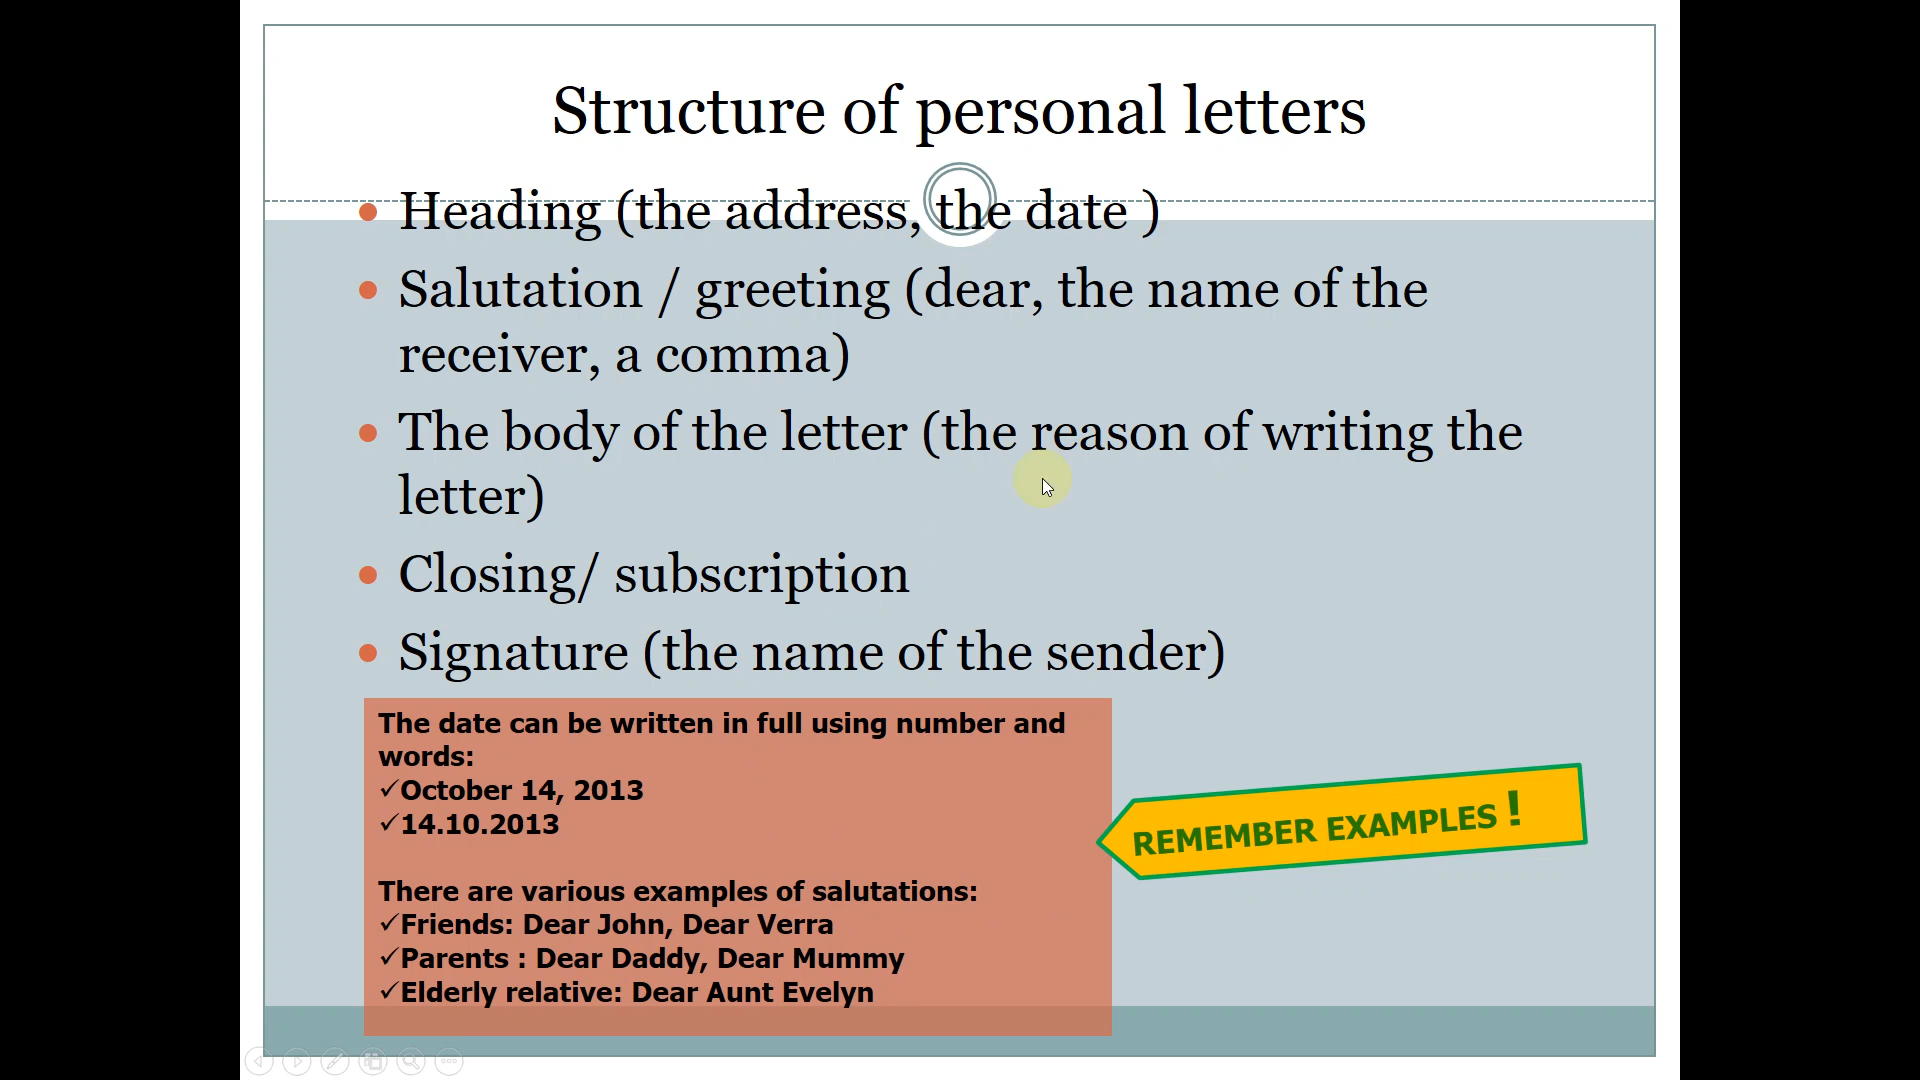 Structure of personal letters
Heading (the address, the date )
Salutation / greeting (dear, the name of the
receiver, a comma)
The body of the letter (the reason of writing the
letter)
Closing/ subscription
Signature (the name of the sender)
The date can be written in full using number and
words:
✓October 14, 2013
✓14.10.2013
There are various examples of salutations:
✓Friends: Dear John, Dear Verra
✓Parents : Dear Daddy, Dear Mummy
✓Elderly relative: Dear Aunt Evelyn
REMEMBER EXAMPLES !